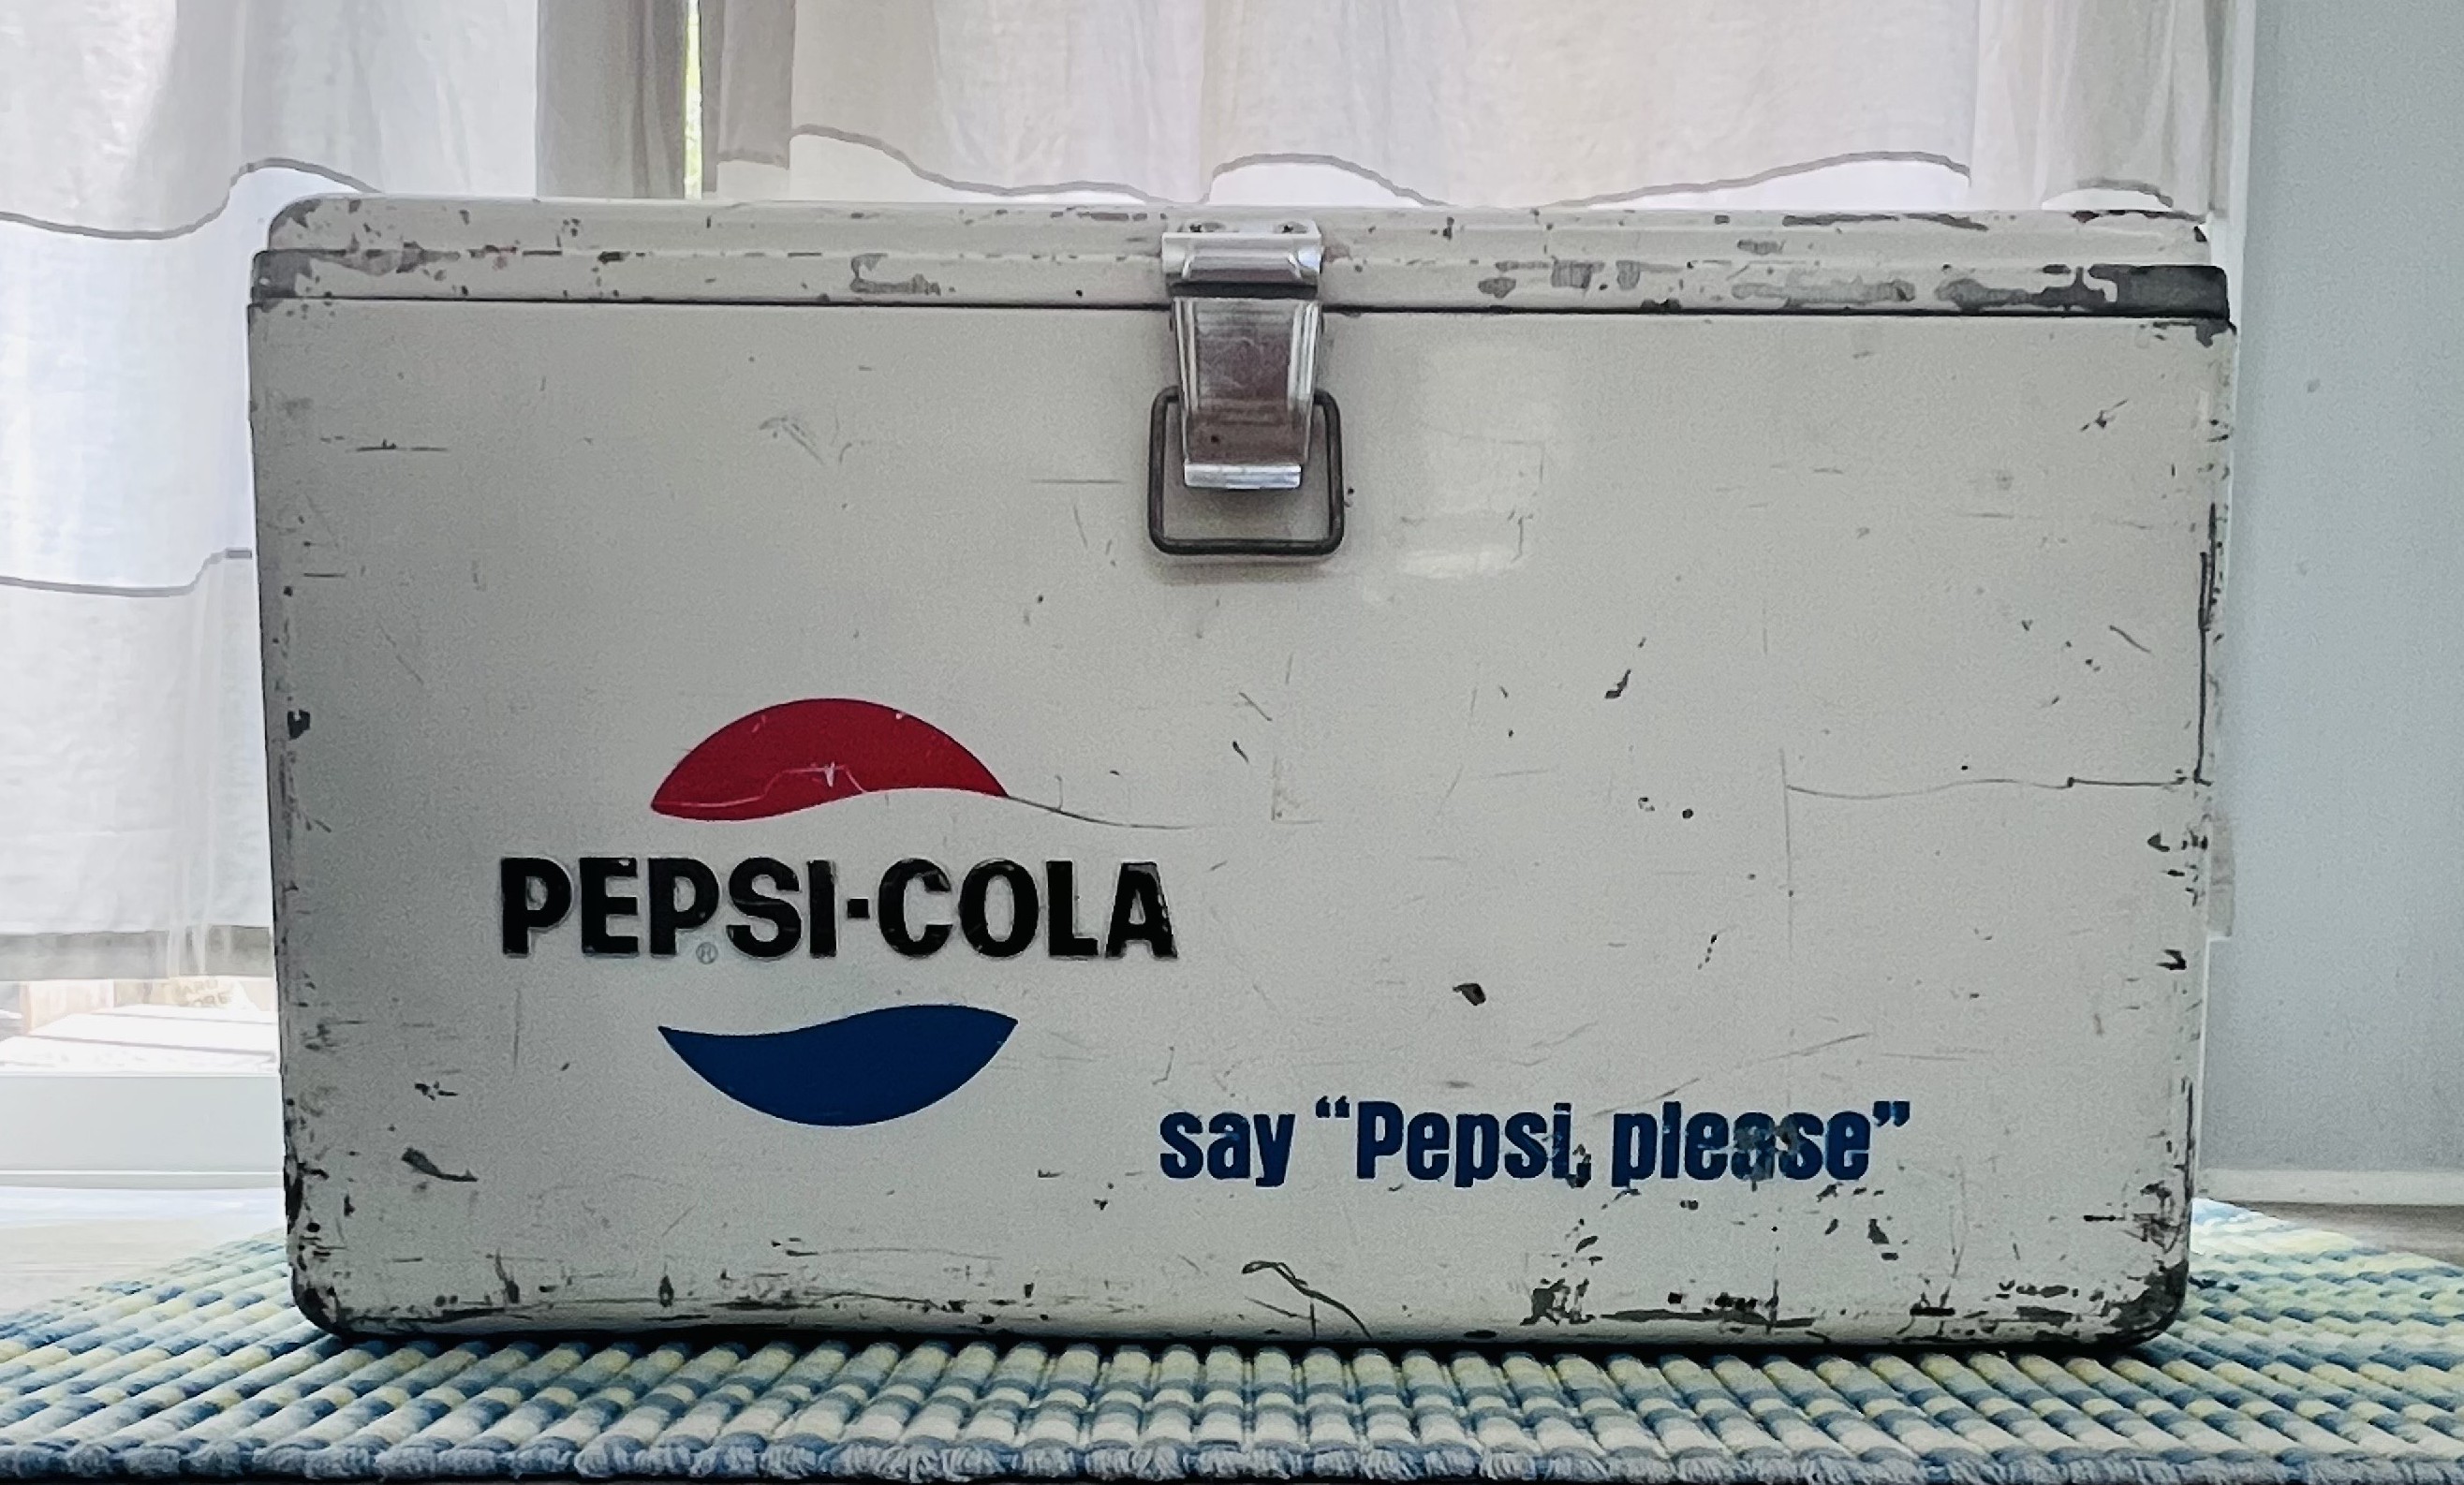 PEPSI-COLA
®
say “Pepsi, please”